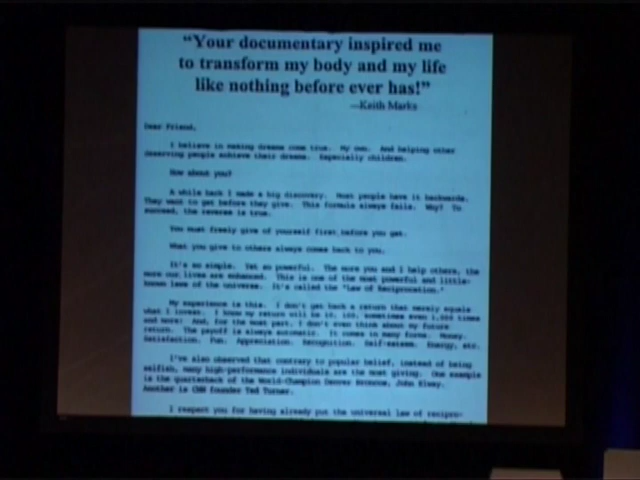 “Your documentary inspired me
to transform my body and my life
like nothing before ever has!”
—Keith Marks
Dear Friend,
I believe in making dreams come true. My own. And helping other
deserving people achieve their dreams. Especially children.
How about you?
A while back I made a big discovery. Most people have it backwards.
They want to get before they give. This formula always fails. Why? To
succeed, the reverse is true.
You must freely give of yourself first before you get.
What you give to others always comes back to you.
It's so simple. Yet so powerful. The more you and I help others, the
more our lives are enhanced. This is one of the most powerful and little-
known laws of the universe. It's called the "Law of Reciprocation."
My experience is this. I don't get back a return that merely equals
what I invest. I know my return will be 10, 100, sometimes even 1,000 times
and more! And, for the most part, I don't even think about my future
return. The payoff is always automatic. It comes in many forms. Money.
Satisfaction. Fun. Appreciation. Recognition. Self-esteem. Energy, etc.
I've also observed that contrary to popular belief, instead of being
selfish, many high-performance individuals are the most giving. One example
is the quarterback of the World-Champion Denver Broncos, John Elway.
Another is CNN founder Ted Turner.
I respect you for having already put the universal law of recipro-